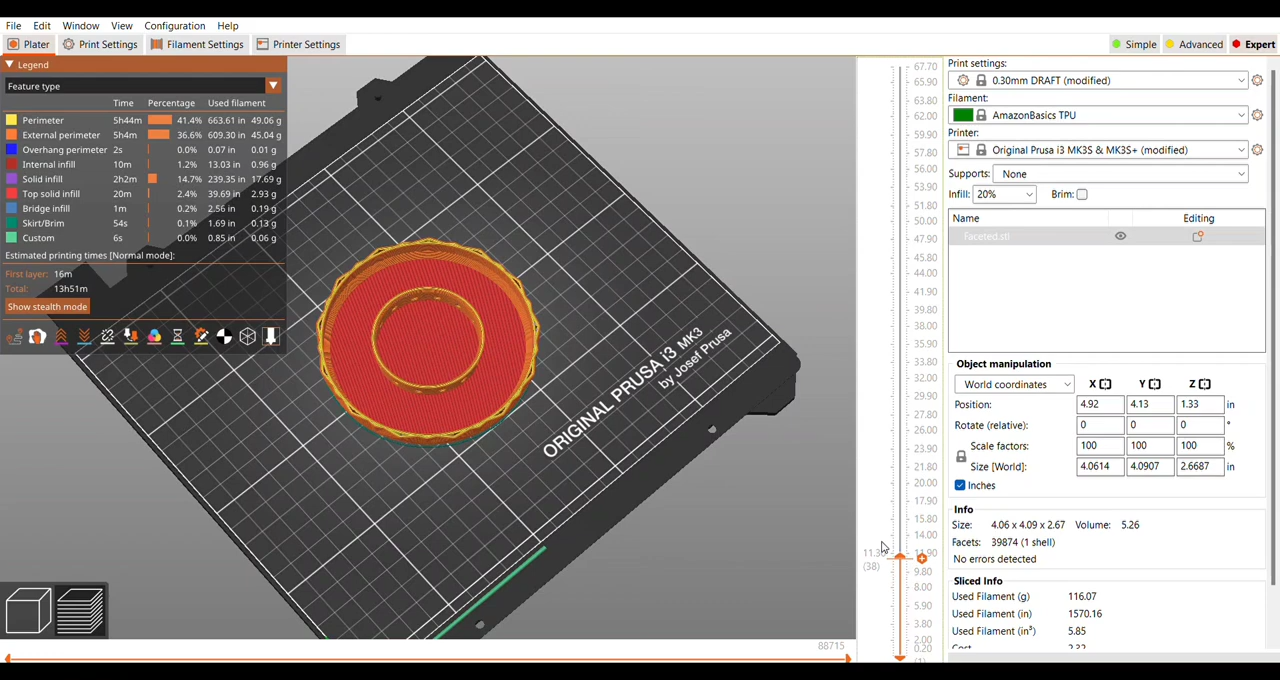 File Edit Window View Configuration Help
Plater Print Settings Filament Settings Printer Settings Simple Advanced Expert
Legend
Feature type
Time Percentage Used filament
Perimeter 5h44m 41.4% 663.61 in 49.06 g
External perimeter 5h4m 36.6% 609.30 in 45.04 g
Overhang perimeter 2s 0.0% 0.07 in 0.01 g
Internal infill 10m 1.2% 13.03 in 0.96 g
Solid infill 2h2m 14.7% 239.35 in 17.69 g
Top solid infill 20m 2.4% 39.69 in 2.93 g
Bridge infill 1m 0.2% 2.56 in 0.19 g
Skirt/Brim 54s 0.1% 1.69 in 0.13 g
Custom 6s 0.0% 0.85 in 0.06 g
Estimated printing times [Normal mode]:
First layer: 16m
Total: 13h51m
Show stealth mode
ORIGINAL PRUSA i3 MK3
by Josef Prusa
88715
67.70
65.90
63.80
62.00
59.90
57.80
56.00
53.90
51.80
50.00
47.90
45.80
44.00
41.90
39.80
38.00
35.90
33.80
32.00
29.90
27.80
26.00
23.90
21.80
20.00
17.90
15.80
14.00
11.90
(38)
9.80
8.00
5.90
3.80
2.00
0.20
(1)
Print settings:
0.30mm DRAFT (modified)
Filament:
AmazonBasics TPU
Printer:
Original Prusa i3 MK3S & MK3S+ (modified)
Supports: None
Infill: 20% Brim:
Name Editing
Faceted.stl
Object manipulation
World coordinates X Y Z
Position: 4.92 4.13 1.33 in
Rotate (relative): 0 0 0 °
Scale factors: 100 100 100 %
Size [World]: 4.0614 4.0907 2.6687 in
Inches
Info
Size: 4.06 x 4.09 x 2.67 Volume: 5.26
Facets: 39874 (1 shell)
No errors detected
Sliced Info
Used Filament (g) 116.07
Used Filament (in) 1570.16
Used Filament (in³) 5.85
Cost 2.32